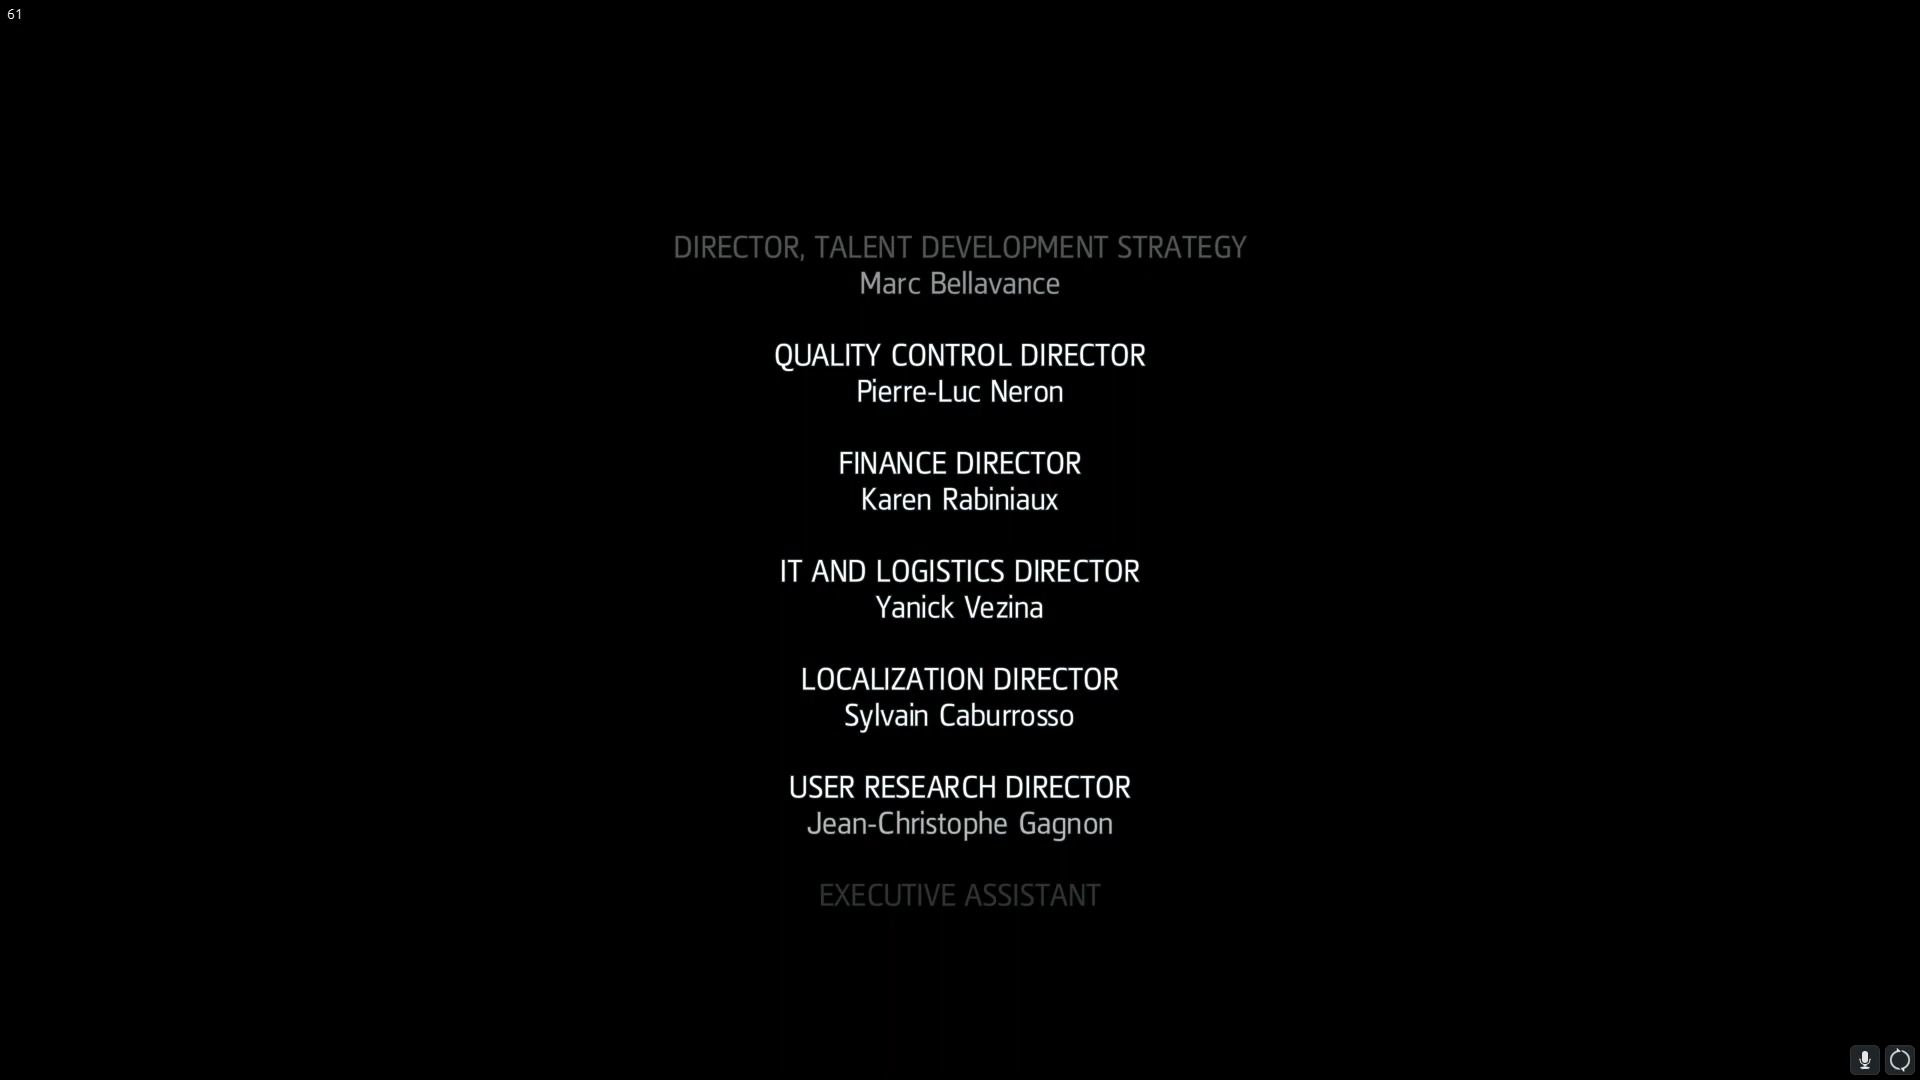 61
DIRECTOR, TALENT DEVELOPMENT STRATEGY
Marc Bellavance
QUALITY CONTROL DIRECTOR
Pierre-Luc Neron
FINANCE DIRECTOR
Karen Rabiniaux
IT AND LOGISTICS DIRECTOR
Yanick Vezina
LOCALIZATION DIRECTOR
Sylvain Caburrosso
USER RESEARCH DIRECTOR
Jean-Christophe Gagnon
EXECUTIVE ASSISTANT